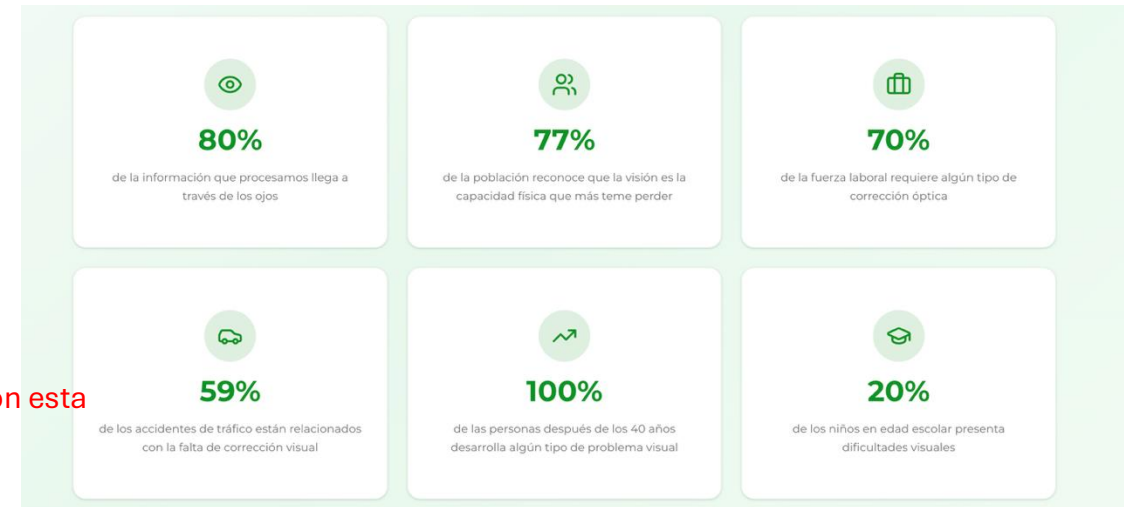 80%
de la información que procesamos llega a
través de los ojos
77%
de la población reconoce que la visión es la
capacidad física que más teme perder
70%
de la fuerza laboral requiere algún tipo de
corrección óptica
esta
59%
de los accidentes de tráfico están relacionados
con la falta de corrección visual
100%
de las personas después de los 40 años
desarrolla algún tipo de problema visual
20%
de los niños en edad escolar presenta
dificultades visuales